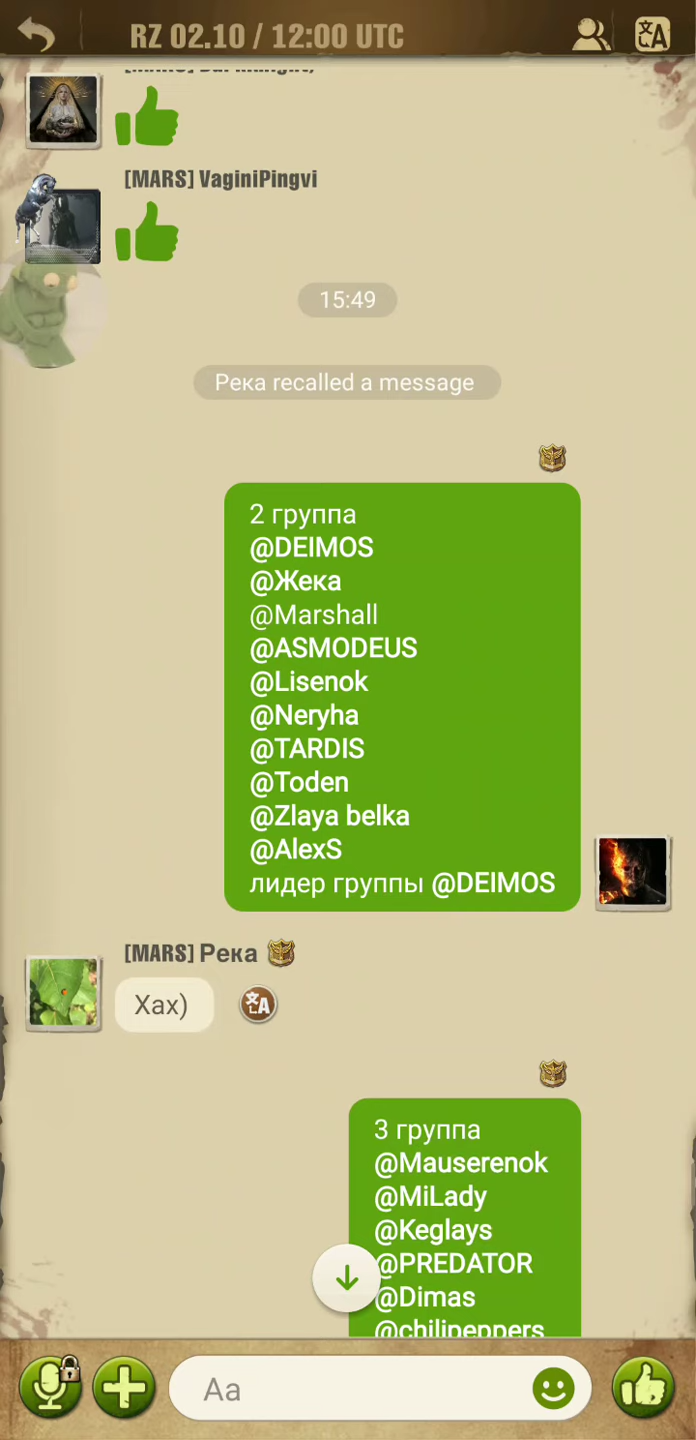 RZ 02.10 / 12:00 UTC
[MARS] VaginiPingvi
15:49
Река recalled a message
2 группа
@DEIMOS
@Жека
@Marshall
@ASMODEUS
@Lisenok
@Neryha
@TARDIS
@Toden
@Zlaya belka
@AlexS
лидер группы @DEIMOS
[MARS] Река
Хах)
3 группа
@Mauserenok
@MiLady
@Keglays
@PREDATOR
@Dimas
@chilipeppers
Aa